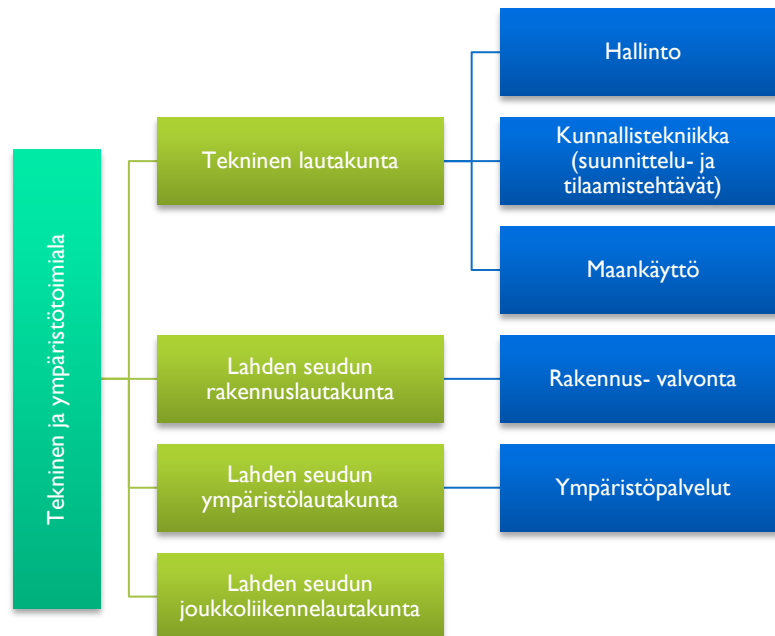 Tekninen ja ympäristötoimiala
Tekninen lautakunta
Hallinto
Kunnallistekniikka
(suunnittelu- ja
tilaamistehtävät)
Maankäyttö
Lahden seudun
rakennuslautakunta
Rakennus- valvonta
Lahden seudun
ympäristölautakunta
Ympäristöpalvelut
Lahden seudun
joukkoliikennelautakunta